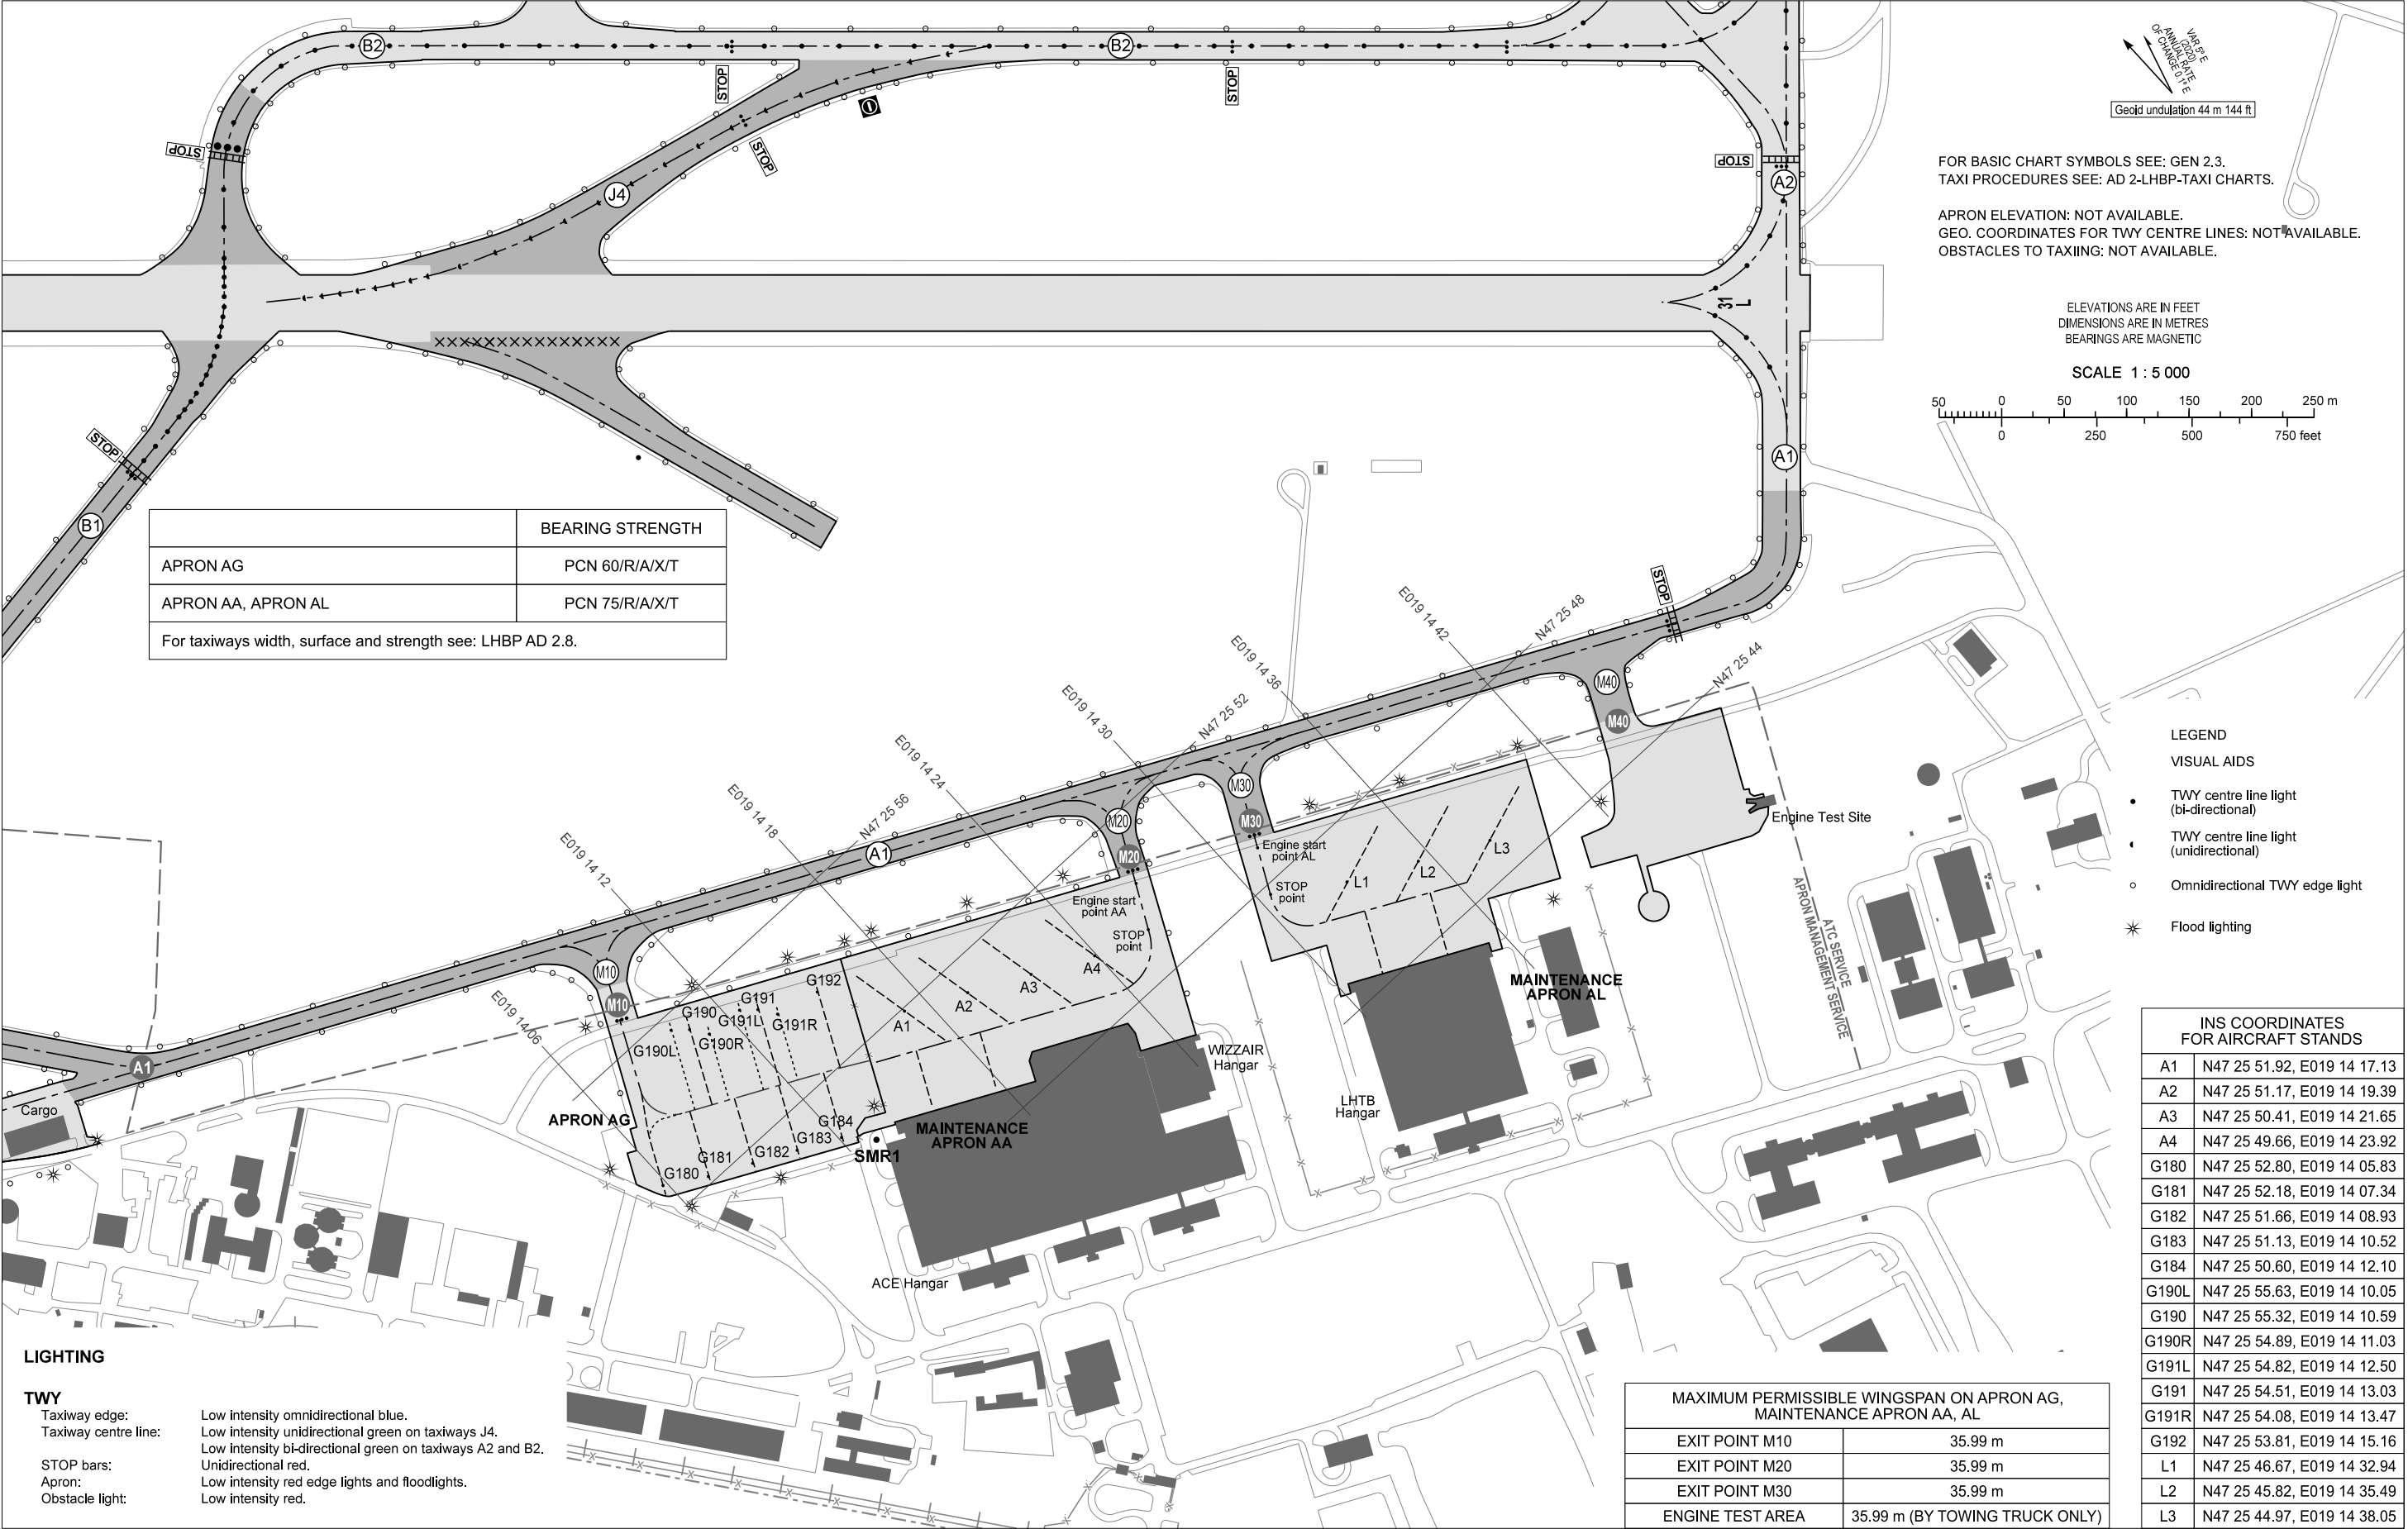 B2
B2
STOP
STOP
STOP
STOP
STOP
J4
A2
VAR 5° E
(2020)
ANNUAL RATE
OF CHANGE 0.1° E
Geoid undulation 44 m 144 ft
FOR BASIC CHART SYMBOLS SEE: GEN 2.3.
TAXI PROCEDURES SEE: AD 2-LHBP-TAXI CHARTS.
APRON ELEVATION: NOT AVAILABLE.
GEO. COORDINATES FOR TWY CENTRE LINES: NOT AVAILABLE.
OBSTACLES TO TAXIING: NOT AVAILABLE.
31
L
ELEVATIONS ARE IN FEET
DIMENSIONS ARE IN METRES
BEARINGS ARE MAGNETIC
SCALE 1 : 5 000
50 0 50 100 150 200 250 m
0 250 500 750 feet
STOP
B1
A1
BEARING STRENGTH
APRON AG PCN 60/R/A/X/T
APRON AA, APRON AL PCN 75/R/A/X/T
For taxiways width, surface and strength see: LHBP AD 2.8.
STOP
E019 14 42
N47 25 48
E019 14 36
N47 25 44
E019 14 30
N47 25 52
E019 14 24
E019 14 18
N47 25 56
E019 14 12
E019 14 06
M40
M40
M30
M30
M20
M20
A1
M10
M10
A1
Engine Test Site
Engine start
point AL
STOP
point
L1
L2
L3
Engine start
point AA
STOP
point
A4
A3
A2
A1
G192
G191
G190
G191L
G191R
G190R
G190L
G184
G183
G182
G181
G180
APRON AG
MAINTENANCE
APRON AA
SMR1
MAINTENANCE
APRON AL
WIZZAIR
Hangar
LHTB
Hangar
ACE Hangar
Cargo
ATC SERVICE
APRON MANAGEMENT SERVICE
LEGEND
VISUAL AIDS
TWY centre line light
(bi-directional)
TWY centre line light
(unidirectional)
Omnidirectional TWY edge light
Flood lighting
INS COORDINATES
FOR AIRCRAFT STANDS
A1 N47 25 51.92, E019 14 17.13
A2 N47 25 51.17, E019 14 19.39
A3 N47 25 50.41, E019 14 21.65
A4 N47 25 49.66, E019 14 23.92
G180 N47 25 52.80, E019 14 05.83
G181 N47 25 52.18, E019 14 07.34
G182 N47 25 51.66, E019 14 08.93
G183 N47 25 51.13, E019 14 10.52
G184 N47 25 50.60, E019 14 12.10
G190L N47 25 55.63, E019 14 10.05
G190 N47 25 55.32, E019 14 10.59
G190R N47 25 54.89, E019 14 11.03
G191L N47 25 54.82, E019 14 12.50
G191 N47 25 54.51, E019 14 13.03
G191R N47 25 54.08, E019 14 13.47
G192 N47 25 53.81, E019 14 15.16
L1 N47 25 46.67, E019 14 32.94
L2 N47 25 45.82, E019 14 35.49
L3 N47 25 44.97, E019 14 38.05
LIGHTING
TWY
Taxiway edge: Low intensity omnidirectional blue.
Taxiway centre line: Low intensity unidirectional green on taxiways J4.
Low intensity bi-directional green on taxiways A2 and B2.
STOP bars: Unidirectional red.
Apron: Low intensity red edge lights and floodlights.
Obstacle light: Low intensity red.
MAXIMUM PERMISSIBLE WINGSPAN ON APRON AG,
MAINTENANCE APRON AA, AL
EXIT POINT M10 35.99 m
EXIT POINT M20 35.99 m
EXIT POINT M30 35.99 m
ENGINE TEST AREA 35.99 m (BY TOWING TRUCK ONLY)